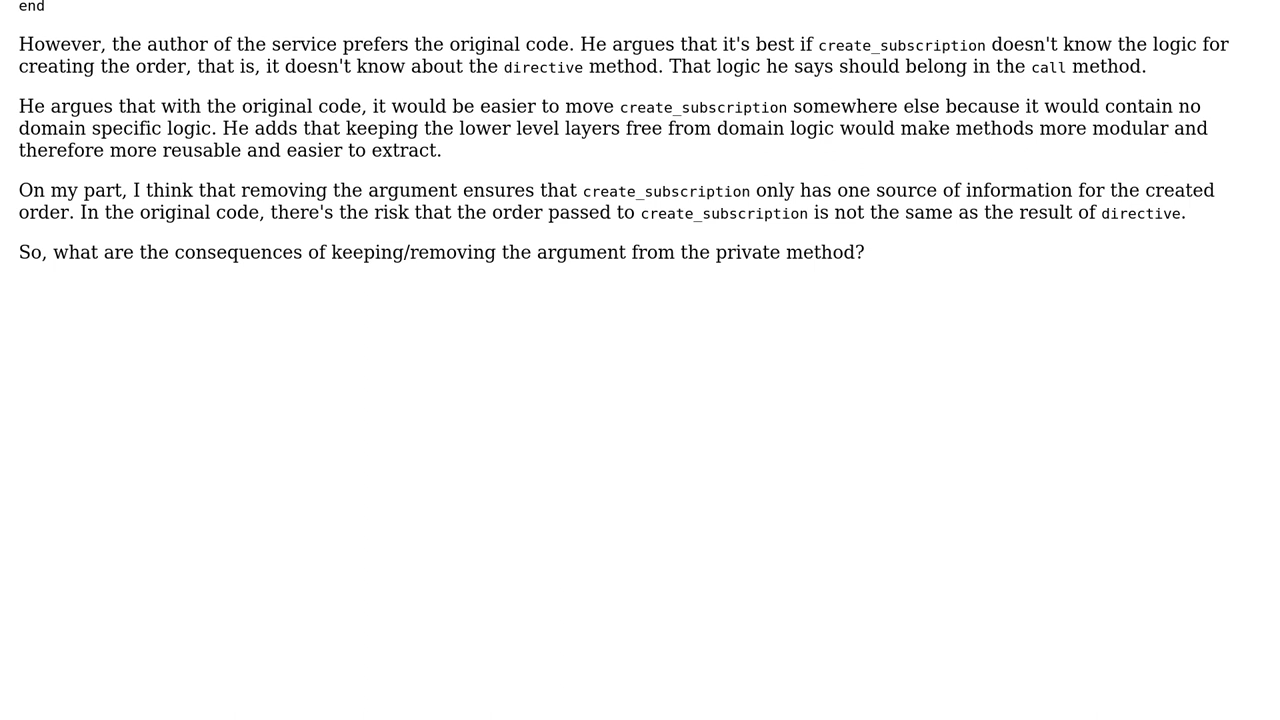 end
However, the author of the service prefers the original code. He argues that it's best if create_subscription doesn't know the logic for
creating the order, that is, it doesn't know about the directive method. That logic he says should belong in the call method.
He argues that with the original code, it would be easier to move create_subscription somewhere else because it would contain no
domain specific logic. He adds that keeping the lower level layers free from domain logic would make methods more modular and
therefore more reusable and easier to extract.
On my part, I think that removing the argument ensures that create_subscription only has one source of information for the created
order. In the original code, there's the risk that the order passed to create_subscription is not the same as the result of directive.
So, what are the consequences of keeping/removing the argument from the private method?